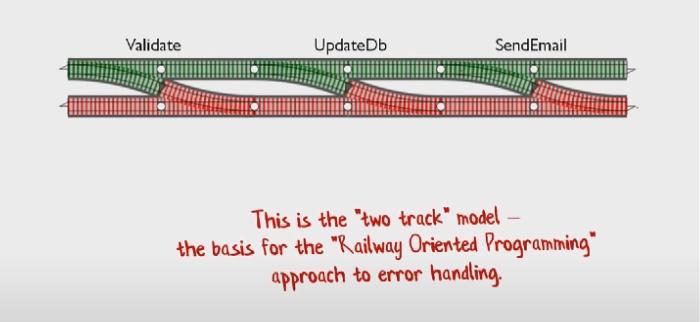 Validate UpdateDb SendEmail
This is the "two track" model –
the basis for the "Railway Oriented Programming"
approach to error handling.